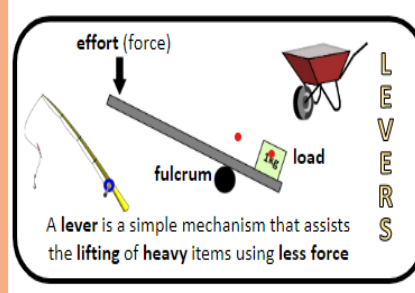 effort (force)
LEVERS
1kg
load
fulcrum
A lever is a simple mechanism that assists
the lifting of heavy items using less force